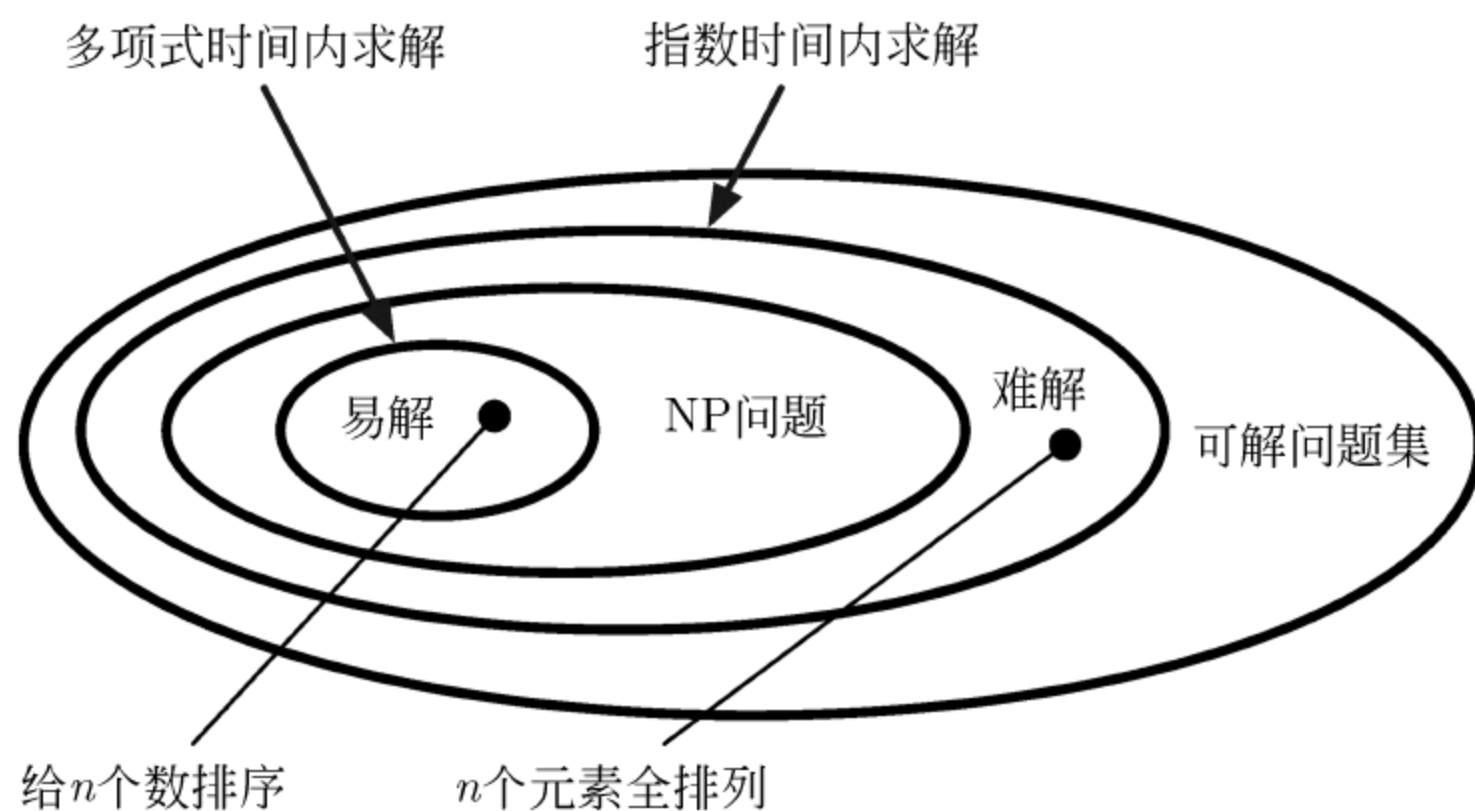 多项式时间内求解
指数时间内求解
易解
NP问题
难解
可解问题集
给n个数排序
n个元素全排列